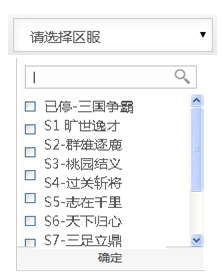 请选择区服
已停-三国争霸
S1 旷世逸才
S2-群雄逐鹿
S3-桃园结义
S4-过关斩将
S5-志在千里
S6-天下归心
S7-三足立鼎
确定